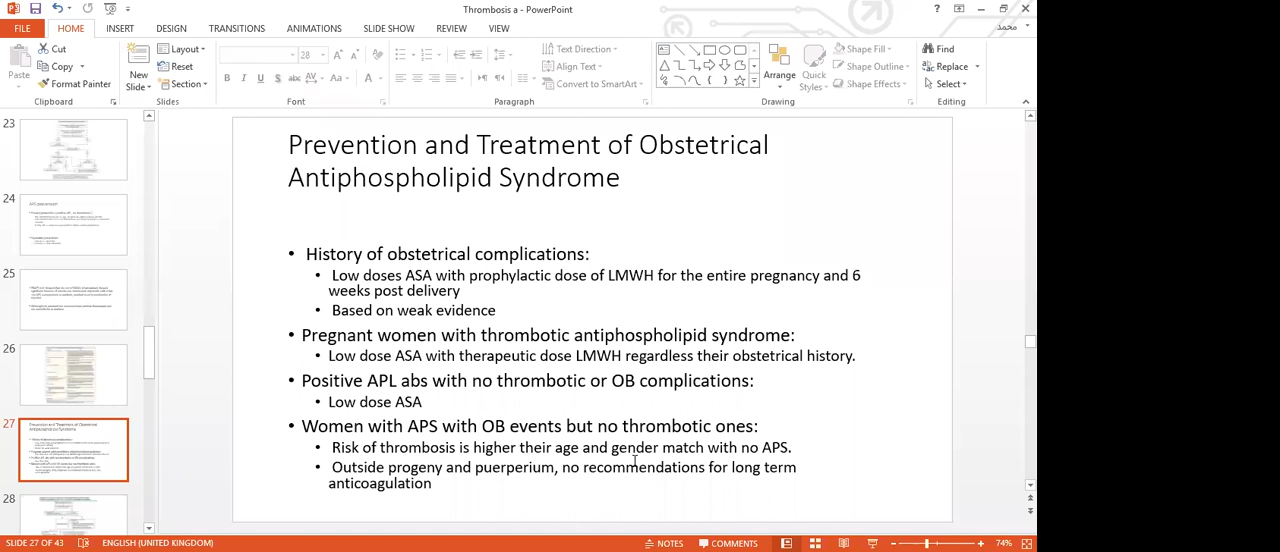 Thrombosis a - PowerPoint
FILE HOME INSERT DESIGN TRANSITIONS ANIMATIONS SLIDE SHOW REVIEW VIEW
محمد
Paste
Cut
Copy
Format Painter
Clipboard
New
Slide
Layout
Reset
Section
Slides
28
Font
Text Direction
Align Text
Convert to SmartArt
Paragraph
Arrange
Quick
Styles
Shape Fill
Shape Outline
Shape Effects
Drawing
Find
Replace
Select
Editing
23
24
25
26
27
28
Prevention and Treatment of Obstetrical
Antiphospholipid Syndrome
• History of obstetrical complications:
• Low doses ASA with prophylactic dose of LMWH for the entire pregnancy and 6
weeks post delivery
• Based on weak evidence
• Pregnant women with thrombotic antiphospholipid syndrome:
• Low dose ASA with therapeutic dose LMWH regardless their obstetrical history.
• Positive APL abs with no thrombotic or OB complications:
• Low dose ASA
• Women with APS with OB events but no thrombotic ones:
• Risk of thrombosis higher than age and gender match without APS
• Outside progeny and puerperium, no recommendations for long term
anticoagulation
SLIDE 27 OF 43 ENGLISH (UNITED KINGDOM) NOTES COMMENTS 74%